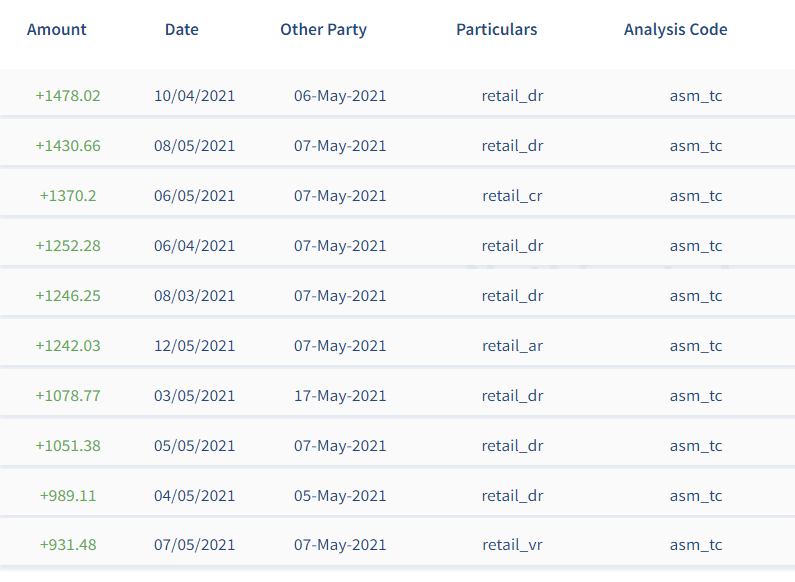 Amount Date Other Party Particulars Analysis Code
+1478.02 10/04/2021 06-May-2021 retail_dr asm_tc
+1430.66 08/05/2021 07-May-2021 retail_dr asm_tc
+1370.2 06/05/2021 07-May-2021 retail_cr asm_tc
+1252.28 06/04/2021 07-May-2021 retail_dr asm_tc
+1246.25 08/03/2021 07-May-2021 retail_dr asm_tc
+1242.03 12/05/2021 07-May-2021 retail_ar asm_tc
+1078.77 03/05/2021 17-May-2021 retail_dr asm_tc
+1051.38 05/05/2021 07-May-2021 retail_dr asm_tc
+989.11 04/05/2021 05-May-2021 retail_dr asm_tc
+931.48 07/05/2021 07-May-2021 retail_vr asm_tc